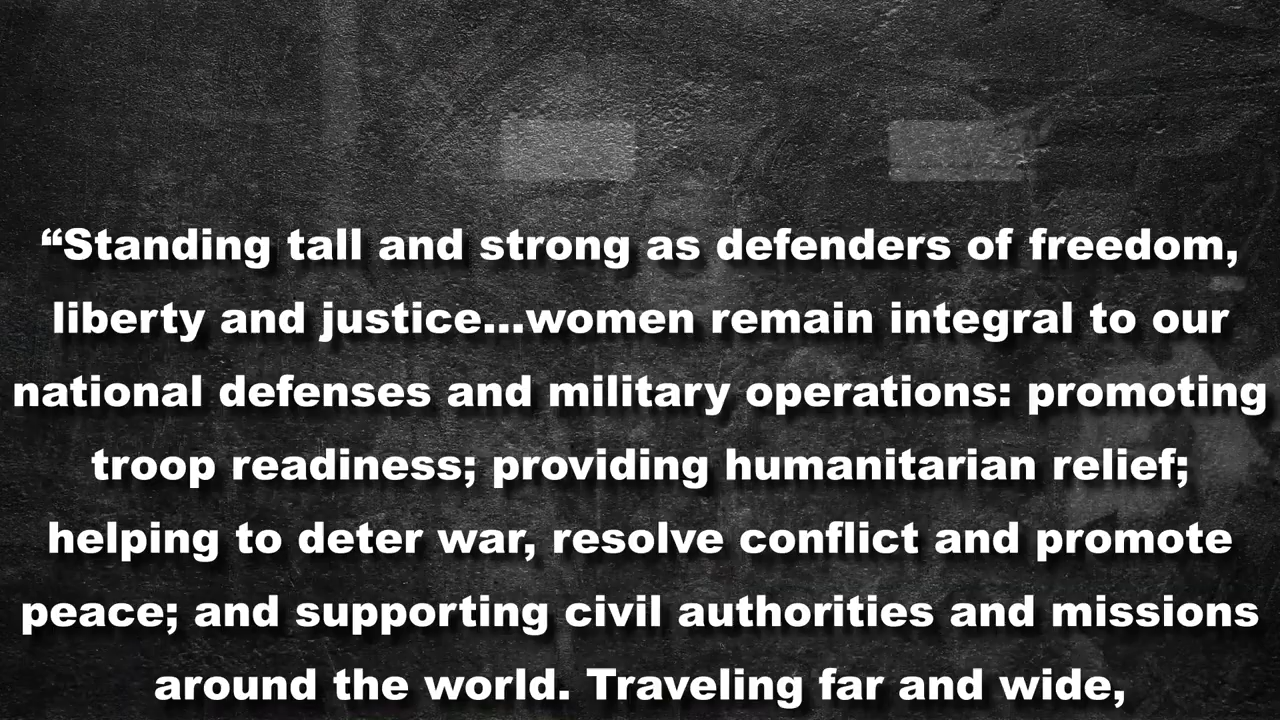 “Standing tall and strong as defenders of freedom,
liberty and justice...women remain integral to our
national defenses and military operations: promoting
troop readiness; providing humanitarian relief;
helping to deter war, resolve conflict and promote
peace; and supporting civil authorities and missions
around the world. Traveling far and wide,